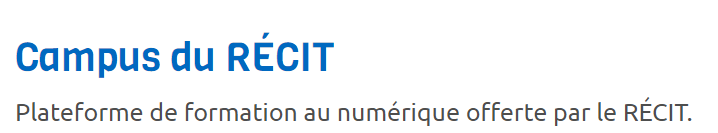 Campus du RÉCIT
Plateforme de formation au numérique offerte par le RÉCIT.